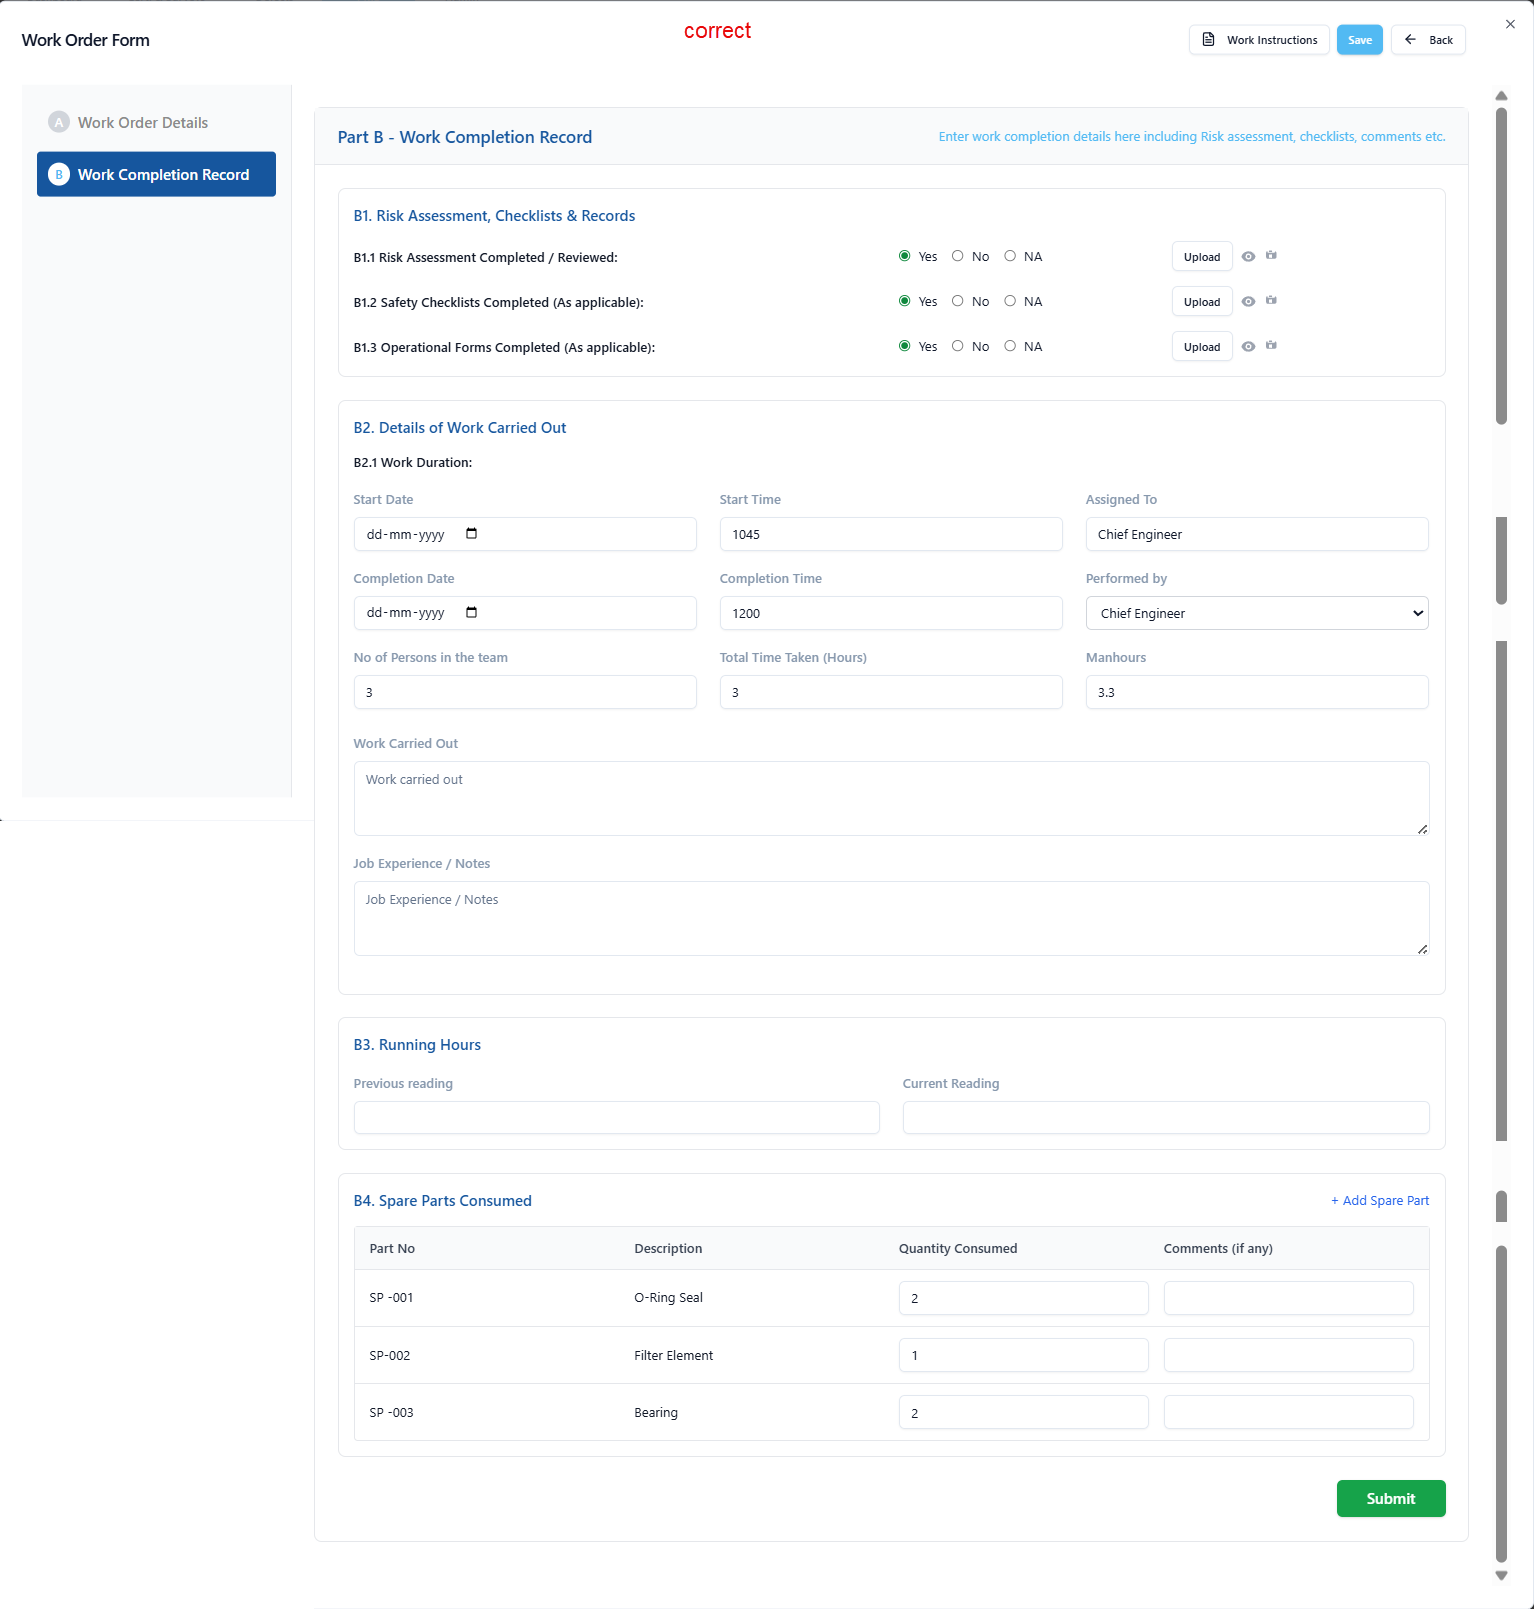 correct
Work Order Form
Work Instructions
Save
Back
A Work Order Details
B Work Completion Record
Part B - Work Completion Record
Enter work completion details here including Risk assessment, checklists, comments etc.
B1. Risk Assessment, Checklists & Records
B1.1 Risk Assessment Completed / Reviewed:
Yes No NA
Upload
B1.2 Safety Checklists Completed (As applicable):
Yes No NA
Upload
B1.3 Operational Forms Completed (As applicable):
Yes No NA
Upload
B2. Details of Work Carried Out
B2.1 Work Duration:
Start Date Start Time Assigned To
dd-mm-yyyy 1045 Chief Engineer
Completion Date Completion Time Performed by
dd-mm-yyyy 1200 Chief Engineer
No of Persons in the team Total Time Taken (Hours) Manhours
3 3 3.3
Work Carried Out
Work carried out
Job Experience / Notes
Job Experience / Notes
B3. Running Hours
Previous reading Current Reading
B4. Spare Parts Consumed
+ Add Spare Part
Part No Description Quantity Consumed Comments (if any)
SP -001 O-Ring Seal 2
SP-002 Filter Element 1
SP -003 Bearing 2
Submit